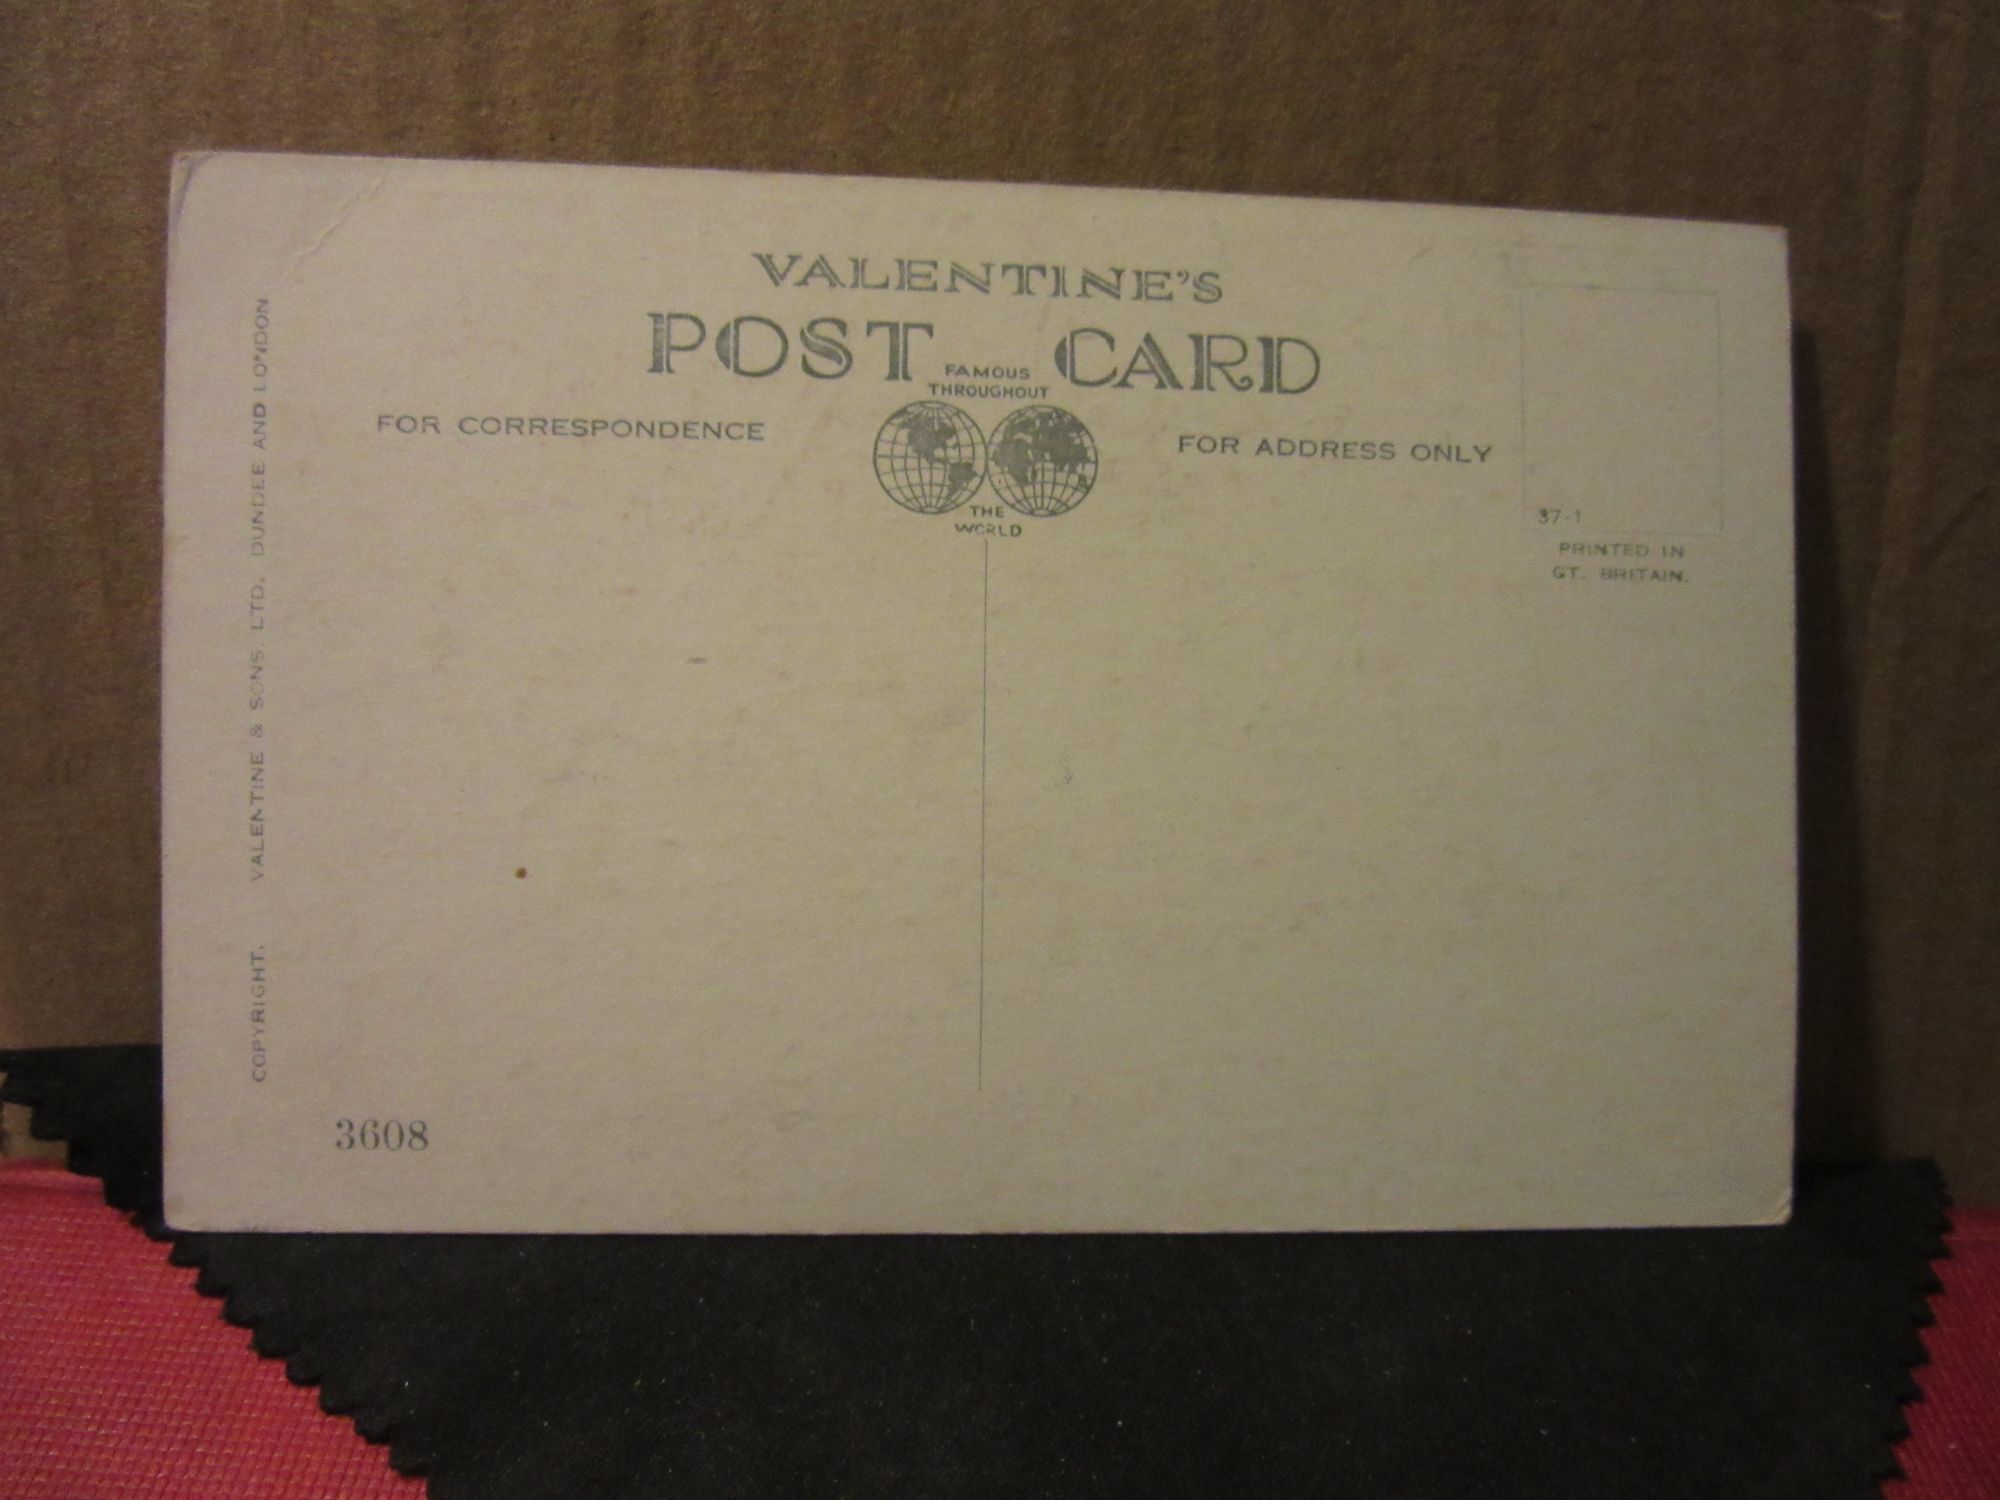 VALENTINE'S
POST CARD
FAMOUS
THROUGHOUT
THE
WORLD
FOR CORRESPONDENCE
FOR ADDRESS ONLY
37-1
PRINTED IN
GT. BRITAIN.
COPYRIGHT. VALENTINE & SONS, LTD. DUNDEE AND LONDON
3608